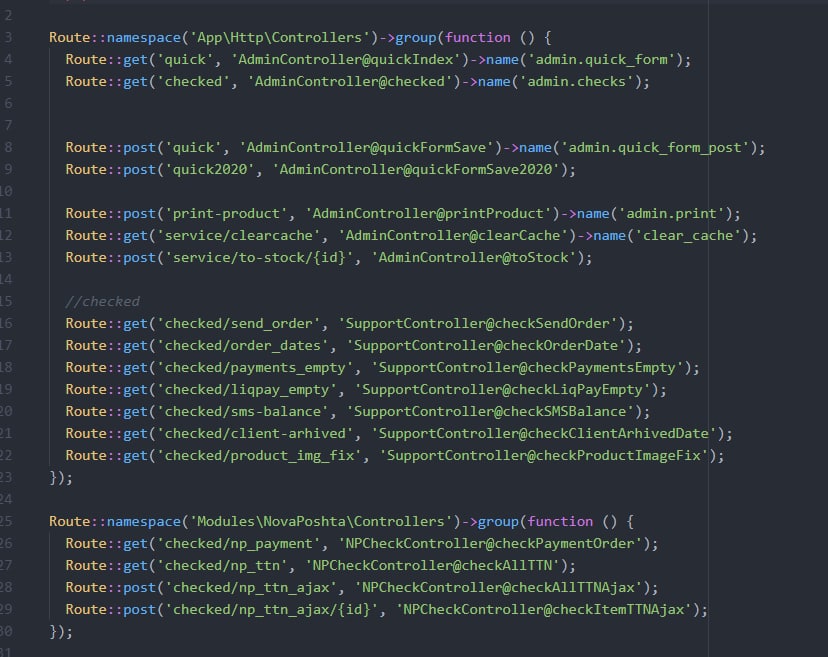 2
3 Route::namespace('App\Http\Controllers')->group(function () {
4 Route::get('quick', 'AdminController@quickIndex')->name('admin.quick_form');
5 Route::get('checked', 'AdminController@checked')->name('admin.checks');
6
7
8 Route::post('quick', 'AdminController@quickFormSave')->name('admin.quick_form_post');
9 Route::post('quick2020', 'AdminController@quickFormSave2020');
10
11 Route::post('print-product', 'AdminController@printProduct')->name('admin.print');
12 Route::get('service/clearcache', 'AdminController@clearCache')->name('clear_cache');
13 Route::post('service/to-stock/{id}', 'AdminController@toStock');
14
15 //checked
16 Route::get('checked/send_order', 'SupportController@checkSendOrder');
17 Route::get('checked/order_dates', 'SupportController@checkOrderDate');
18 Route::get('checked/payments_empty', 'SupportController@checkPaymentsEmpty');
19 Route::get('checked/liqpay_empty', 'SupportController@checkLiqPayEmpty');
20 Route::get('checked/sms-balance', 'SupportController@checkSMSBalance');
21 Route::get('checked/client-arhived', 'SupportController@checkClientArhivedDate');
22 Route::get('checked/product_img_fix', 'SupportController@checkProductImageFix');
23 });
24
25 Route::namespace('Modules\NovaPoshta\Controllers')->group(function () {
26 Route::get('checked/np_payment', 'NPCheckController@checkPaymentOrder');
27 Route::get('checked/np_ttn', 'NPCheckController@checkAllTTN');
28 Route::post('checked/np_ttn_ajax', 'NPCheckController@checkAllTTNAjax');
29 Route::post('checked/np_ttn_ajax/{id}', 'NPCheckController@checkItemTTNAjax');
30 });
31